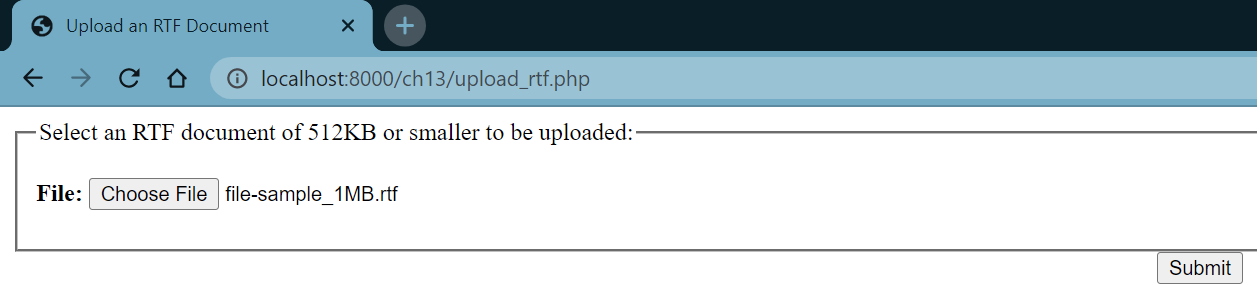 Upload an RTF Document
localhost:8000/ch13/upload_rtf.php
Select an RTF document of 512KB or smaller to be uploaded:
File: Choose File file-sample_1MB.rtf
Submit